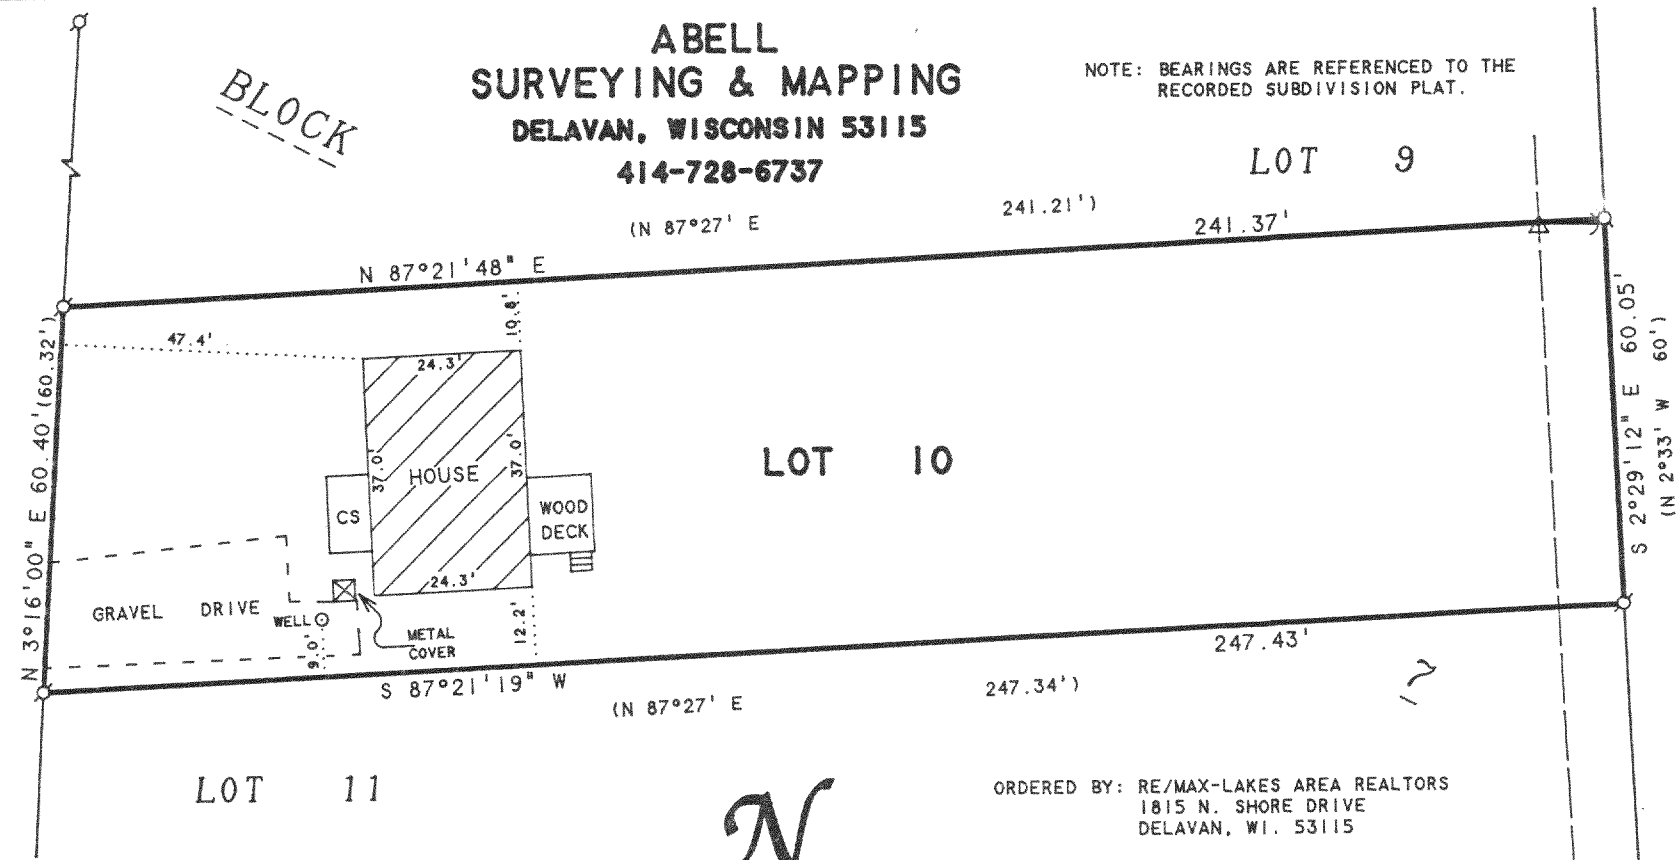 ABELL
SURVEYING & MAPPING
DELAVAN, WISCONSIN 53115
414-728-6737
NOTE: BEARINGS ARE REFERENCED TO THE
RECORDED SUBDIVISION PLAT.
BLOCK
LOT 9
(N 87°27' E 241.21')
N 87°21'48" E 241.37'
47.4'
10.8'
24.3'
37.0'
37.0'
HOUSE
CS
WOOD
DECK
24.3'
LOT 10
N 3°16'00" E 60.40'(60.32')
S 2°29'12" E 60.05'
(N 2°33' W 60')
GRAVEL DRIVE
WELL
9.0'
METAL
COVER
12.2'
S 87°21'19" W 247.43'
(N 87°27' E 247.34')
LOT 11
N
ORDERED BY: RE/MAX-LAKES AREA REALTORS
1815 N. SHORE DRIVE
DELAVAN, WI. 53115